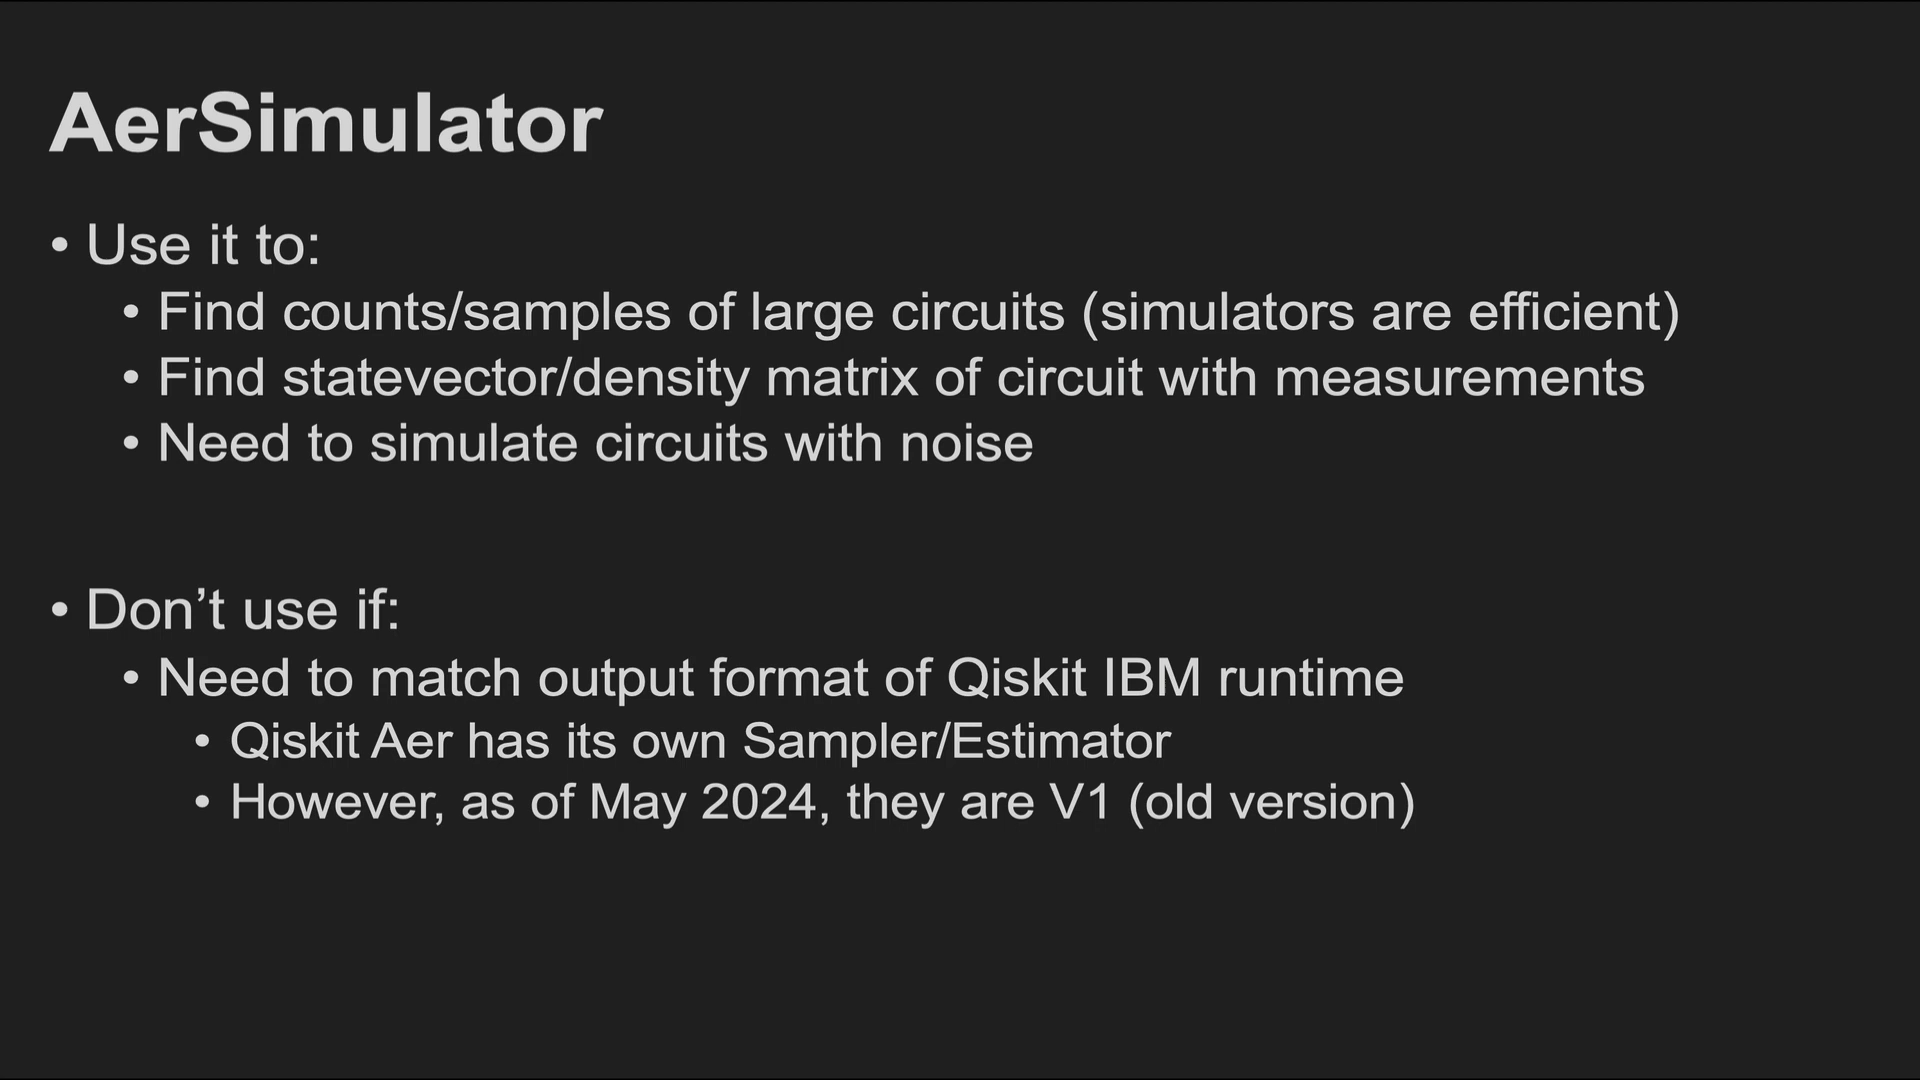 AerSimulator
• Use it to:
• Find counts/samples of large circuits (simulators are efficient)
• Find statevector/density matrix of circuit with measurements
• Need to simulate circuits with noise
• Don’t use if:
• Need to match output format of Qiskit IBM runtime
• Qiskit Aer has its own Sampler/Estimator
• However, as of May 2024, they are V1 (old version)